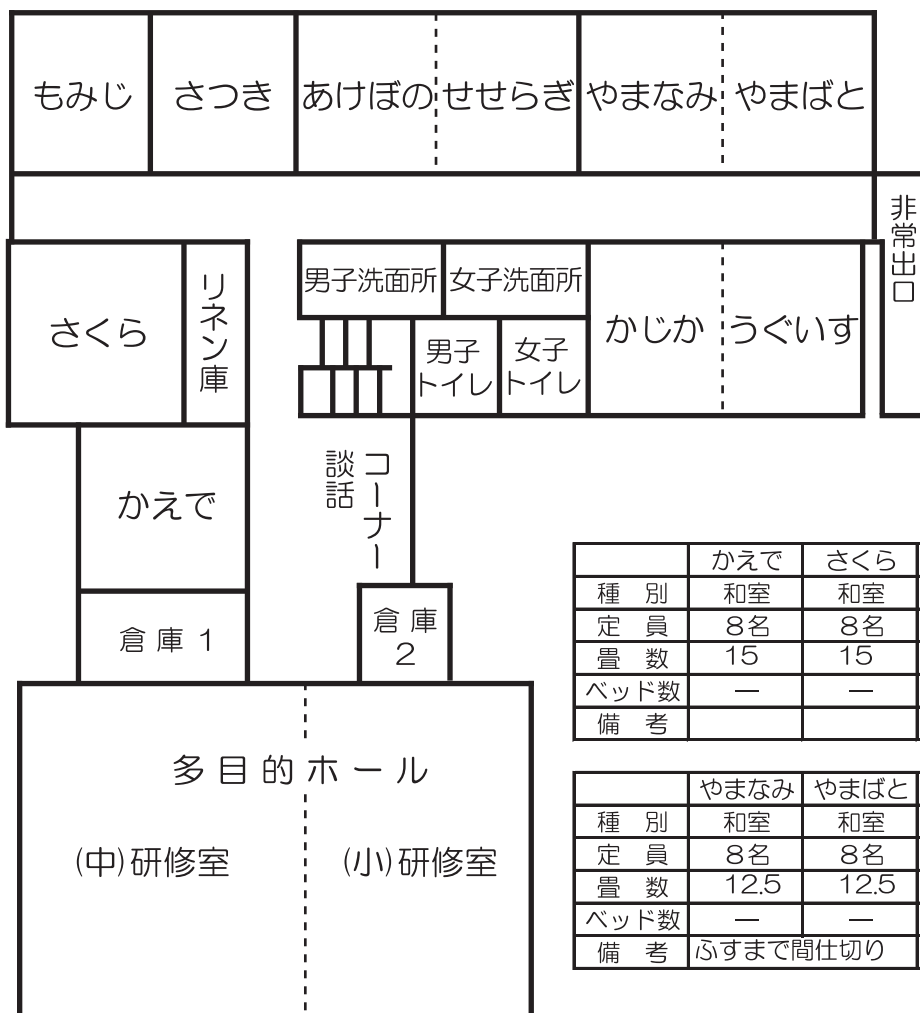 もみじ
さつき
あけぼの
せせらぎ
やまなみ
やまばと
非常出口
さくら
リネン庫
男子洗面所
女子洗面所
男子
トイレ
女子
トイレ
かじか
うぐいす
談話
コーナー
かえで
倉庫1
倉庫
2
多目的ホール
(中)研修室
(小)研修室
かえで さくら
種別 和室 和室
定員 8名 8名
畳数 15 15
ベッド数 — —
備考
やまなみ やまばと
種別 和室 和室
定員 8名 8名
畳数 12.5 12.5
ベッド数 — —
備考 ふすまで間仕切り